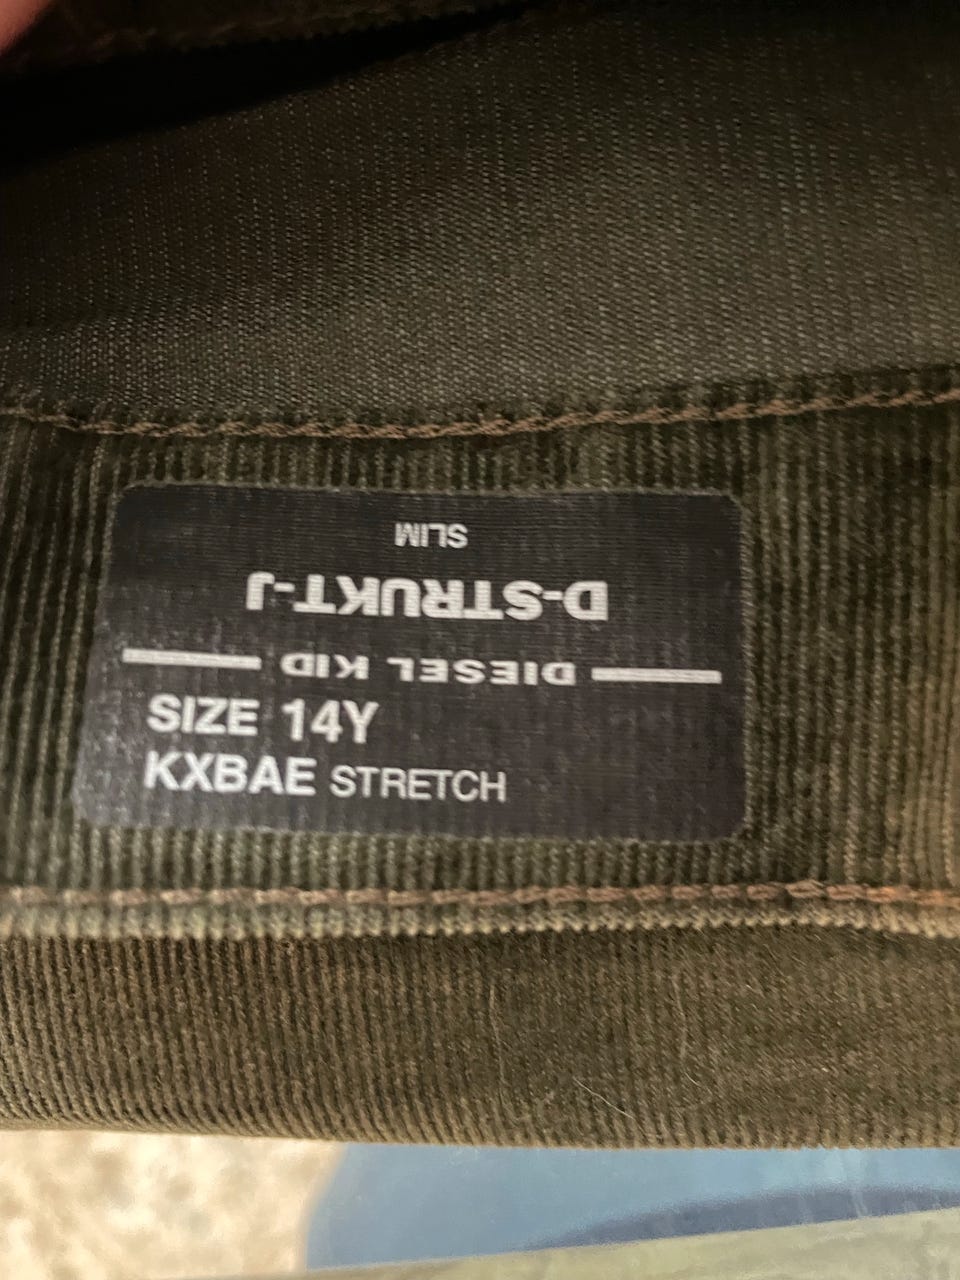 SLIM
D-STRUKT-J
DIESEL KID
SIZE 14Y
KXBAE STRETCH